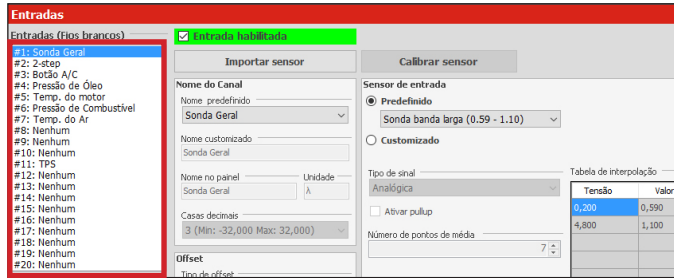 Entradas
Entradas (Fios brancos)
#1: Sonda Geral
#2: 2-step
#3: Botão A/C
#4: Pressão de Óleo
#5: Temp. do motor
#6: Pressão de Combustível
#7: Temp. do Ar
#8: Nenhum
#9: Nenhum
#10: Nenhum
#11: TPS
#12: Nenhum
#13: Nenhum
#14: Nenhum
#15: Nenhum
#16: Nenhum
#17: Nenhum
#18: Nenhum
#19: Nenhum
#20: Nenhum
Entrada habilitada
Importar sensor
Calibrar sensor
Nome do Canal
Nome predefinido
Sonda Geral
Nome customizado
Sonda Geral
Nome no painel Unidade
Sonda Geral λ
Casas decimais
3 (Min: -32,000 Max: 32,000)
Offset
Tipo de offset
Sensor de entrada
Predefinido
Sonda banda larga (0.59 - 1.10)
Customizado
Tipo de sinal
Analógica
Ativar pullup
Número de pontos de média
7
Tabela de interpolação
Tensão Valor
0,200 0,590
4,800 1,100